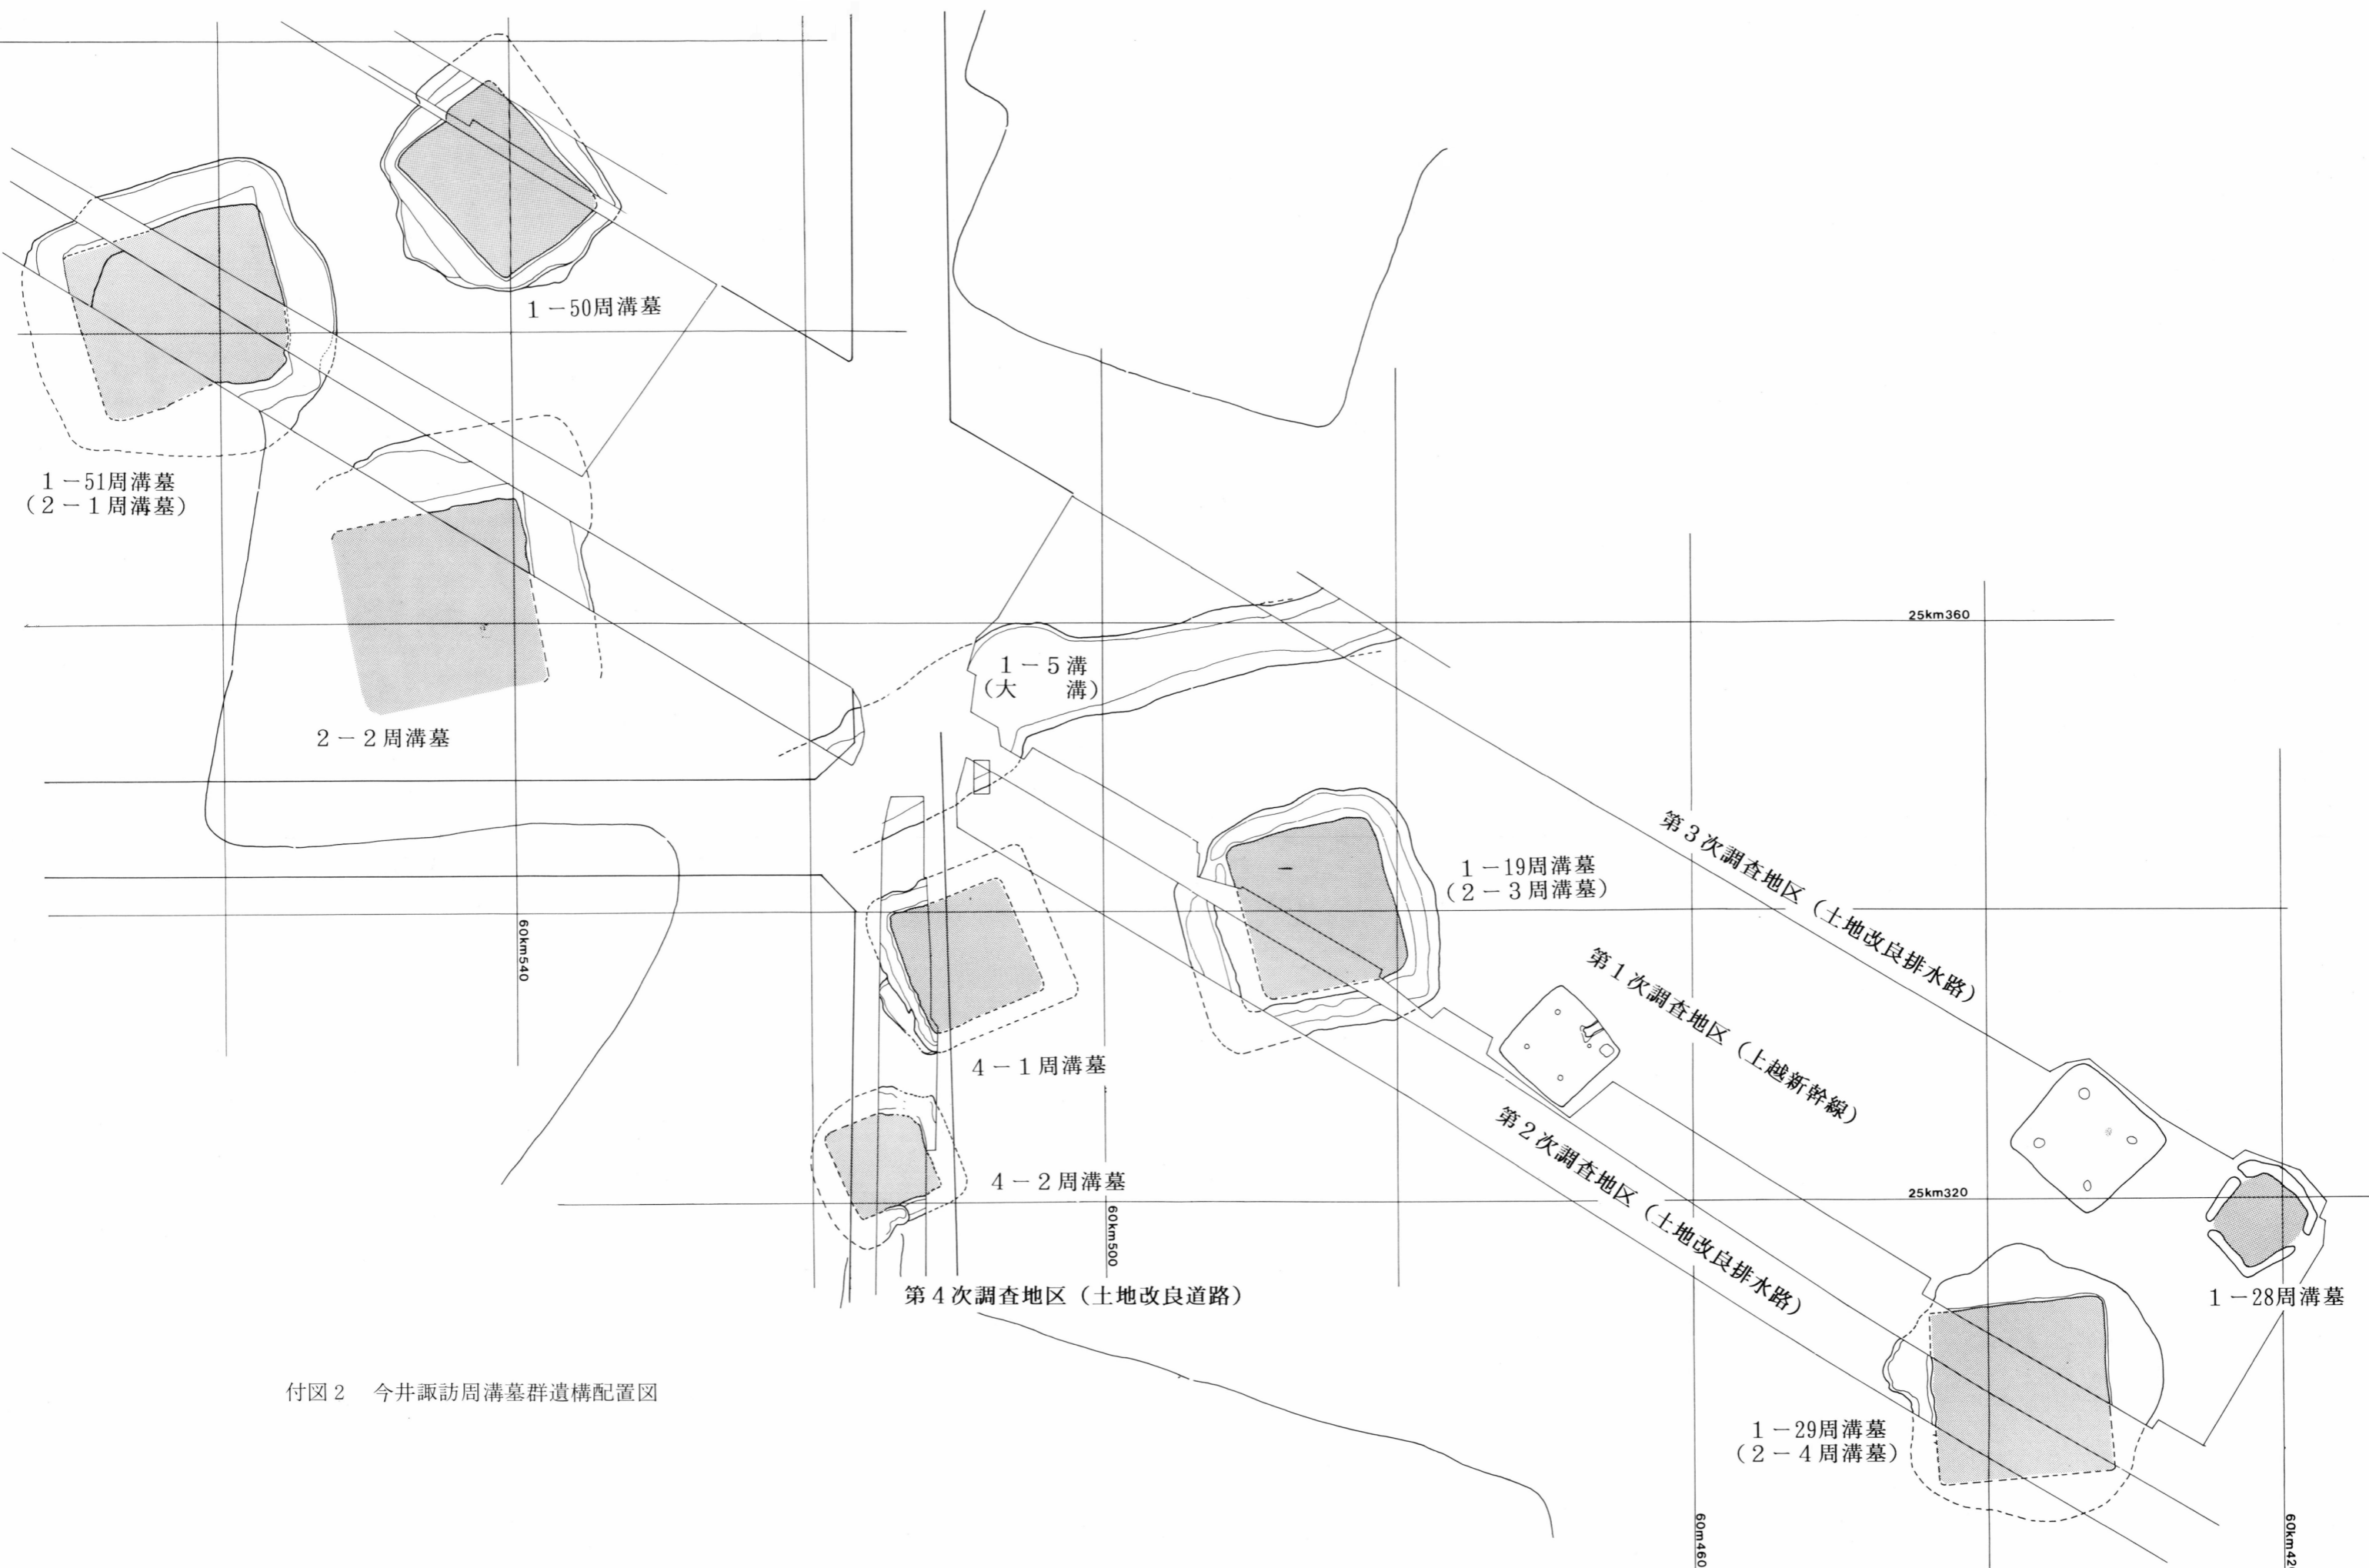 1－50周溝墓
1－51周溝墓
（2－1周溝墓）
2－2周溝墓
25km360
1－5溝
（大　溝）
第3次調査地区（土地改良排水路）
1－19周溝墓
（2－3周溝墓）
60km540
第1次調査地区（上越新幹線）
4－1周溝墓
第2次調査地区（土地改良排水路）
4－2周溝墓
25km320
60km500
第4次調査地区（土地改良道路）
1－28周溝墓
付図2　今井諏訪周溝墓群遺構配置図
1－29周溝墓
（2－4周溝墓）
60m460
60km42